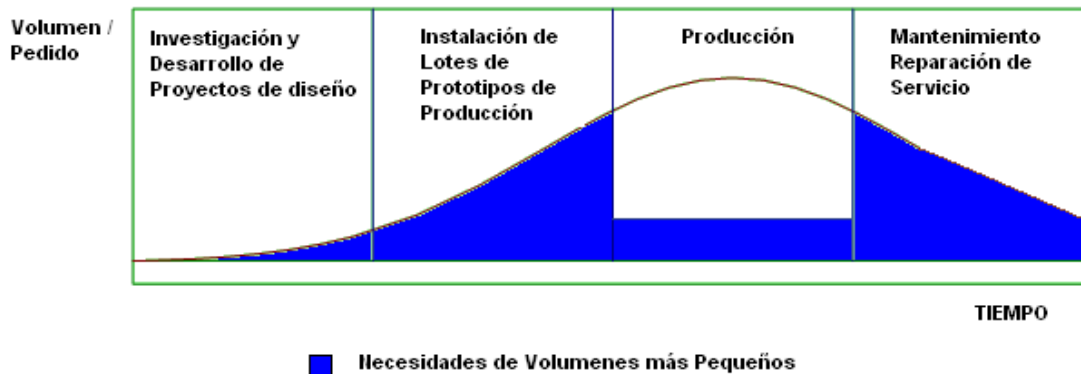 Volumen /
Pedido
Investigación y
Desarrollo de
Proyectos de diseño
Instalación de
Lotes de
Prototipos de
Producción
Producción
Mantenimiento
Reparación de
Servicio
TIEMPO
Necesidades de Volumenes más Pequeños